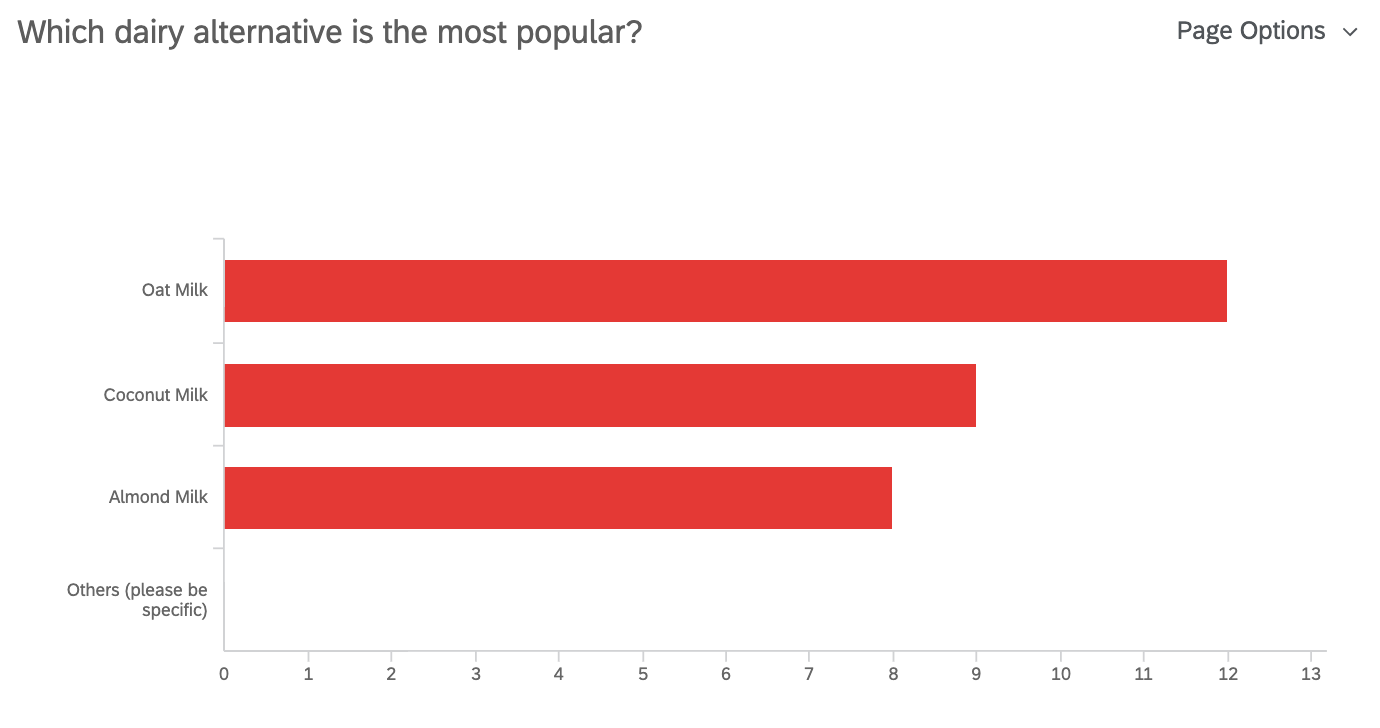 Which dairy alternative is the most popular?
Page Options
Oat Milk
Coconut Milk
Almond Milk
Others (please be
specific)
0 1 2 3 4 5 6 7 8 9 10 11 12 13